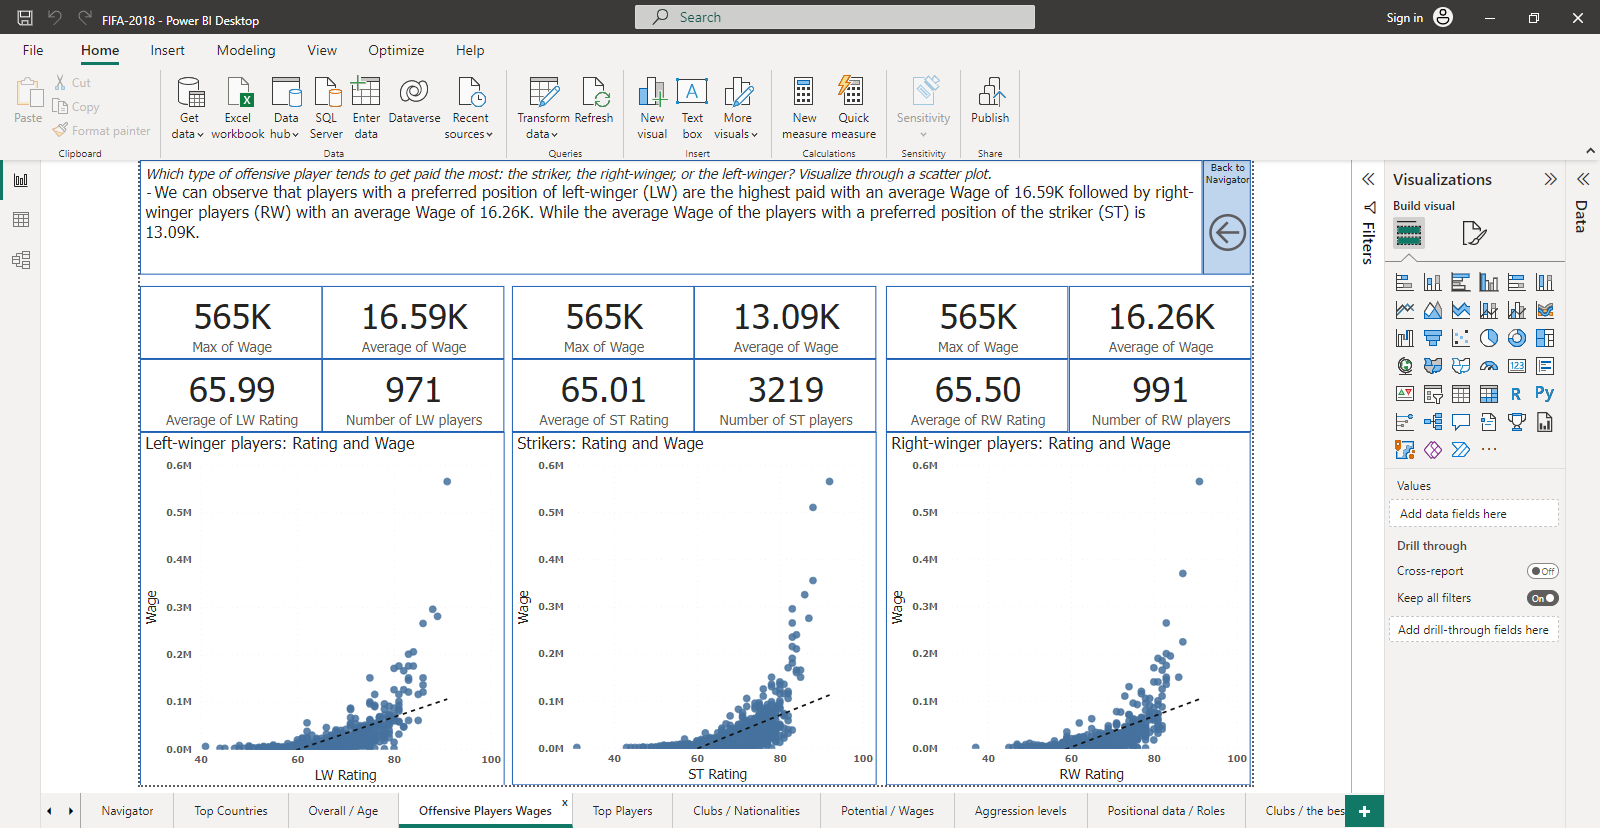 FIFA-2018 - Power BI Desktop
Search
Sign in
File Home Insert Modeling View Optimize Help
Paste
Cut
Copy
Format painter
Clipboard
Get data
Excel workbook
Data hub
SQL Server
Enter data
Dataverse
Recent sources
Data
Transform data
Refresh
Queries
New visual
Text box
More visuals
Insert
New measure
Quick measure
Calculations
Sensitivity
Sensitivity
Publish
Share
Which type of offensive player tends to get paid the most: the striker, the right-winger, or the left-winger? Visualize through a scatter plot.
- We can observe that players with a preferred position of left-winger (LW) are the highest paid with an average Wage of 16.59K followed by right-
winger players (RW) with an average Wage of 16.26K. While the average Wage of the players with a preferred position of the striker (ST) is
13.09K.
Back to
Navigator
565K
Max of Wage
16.59K
Average of Wage
65.99
Average of LW Rating
971
Number of LW players
Left-winger players: Rating and Wage
0.6M
0.5M
0.4M
0.3M
0.2M
0.1M
0.0M
Wage
40 60 80 100
LW Rating
565K
Max of Wage
13.09K
Average of Wage
65.01
Average of ST Rating
3219
Number of ST players
Strikers: Rating and Wage
0.6M
0.5M
0.4M
0.3M
0.2M
0.1M
0.0M
Wage
40 60 80 100
ST Rating
565K
Max of Wage
16.26K
Average of Wage
65.50
Average of RW Rating
991
Number of RW players
Right-winger players: Rating and Wage
0.6M
0.5M
0.4M
0.3M
0.2M
0.1M
0.0M
Wage
40 60 80 100
RW Rating
Filters
Visualizations
Build visual
123
R Py
Values
Add data fields here
Drill through
Cross-report Off
Keep all filters On
Add drill-through fields here
Data
Navigator
Top Countries
Overall / Age
Offensive Players Wages x
Top Players
Clubs / Nationalities
Potential / Wages
Aggression levels
Positional data / Roles
Clubs / the bes